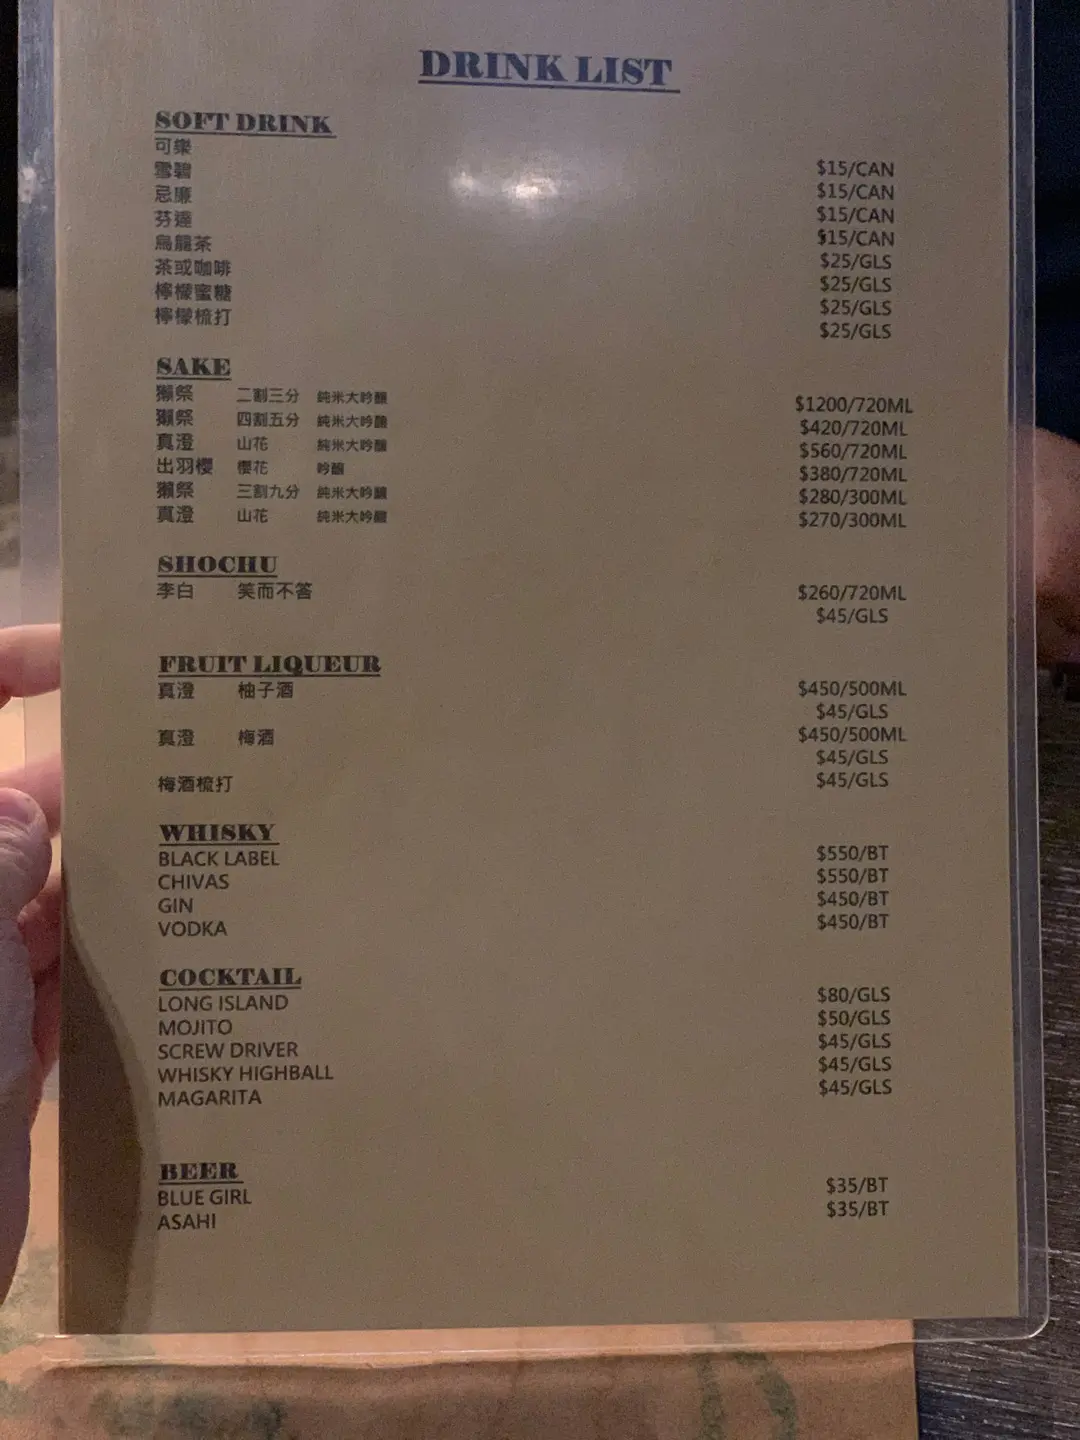 DRINK LIST
SOFT DRINK
可樂 $15/CAN
雪碧 $15/CAN
忌廉 $15/CAN
芬達 $15/CAN
烏龍茶 $25/GLS
茶或咖啡 $25/GLS
檸檬蜜糖 $25/GLS
檸檬梳打 $25/GLS
SAKE
獺祭 二割三分 純米大吟釀 $1200/720ML
獺祭 四割五分 純米大吟釀 $420/720ML
真澄 山花 純米大吟釀 $560/720ML
出羽櫻 櫻花 吟釀 $380/720ML
獺祭 三割九分 純米大吟釀 $280/300ML
真澄 山花 純米大吟釀 $270/300ML
SHOCHU
李白 笑而不答 $260/720ML
$45/GLS
FRUIT LIQUEUR
真澄 柚子酒 $450/500ML
$45/GLS
真澄 梅酒 $450/500ML
$45/GLS
梅酒梳打 $45/GLS
WHISKY
BLACK LABEL $550/BT
CHIVAS $550/BT
GIN $450/BT
VODKA $450/BT
COCKTAIL
LONG ISLAND $80/GLS
MOJITO $50/GLS
SCREW DRIVER $45/GLS
WHISKY HIGHBALL $45/GLS
MAGARITA $45/GLS
BEER
BLUE GIRL $35/BT
ASAHI $35/BT